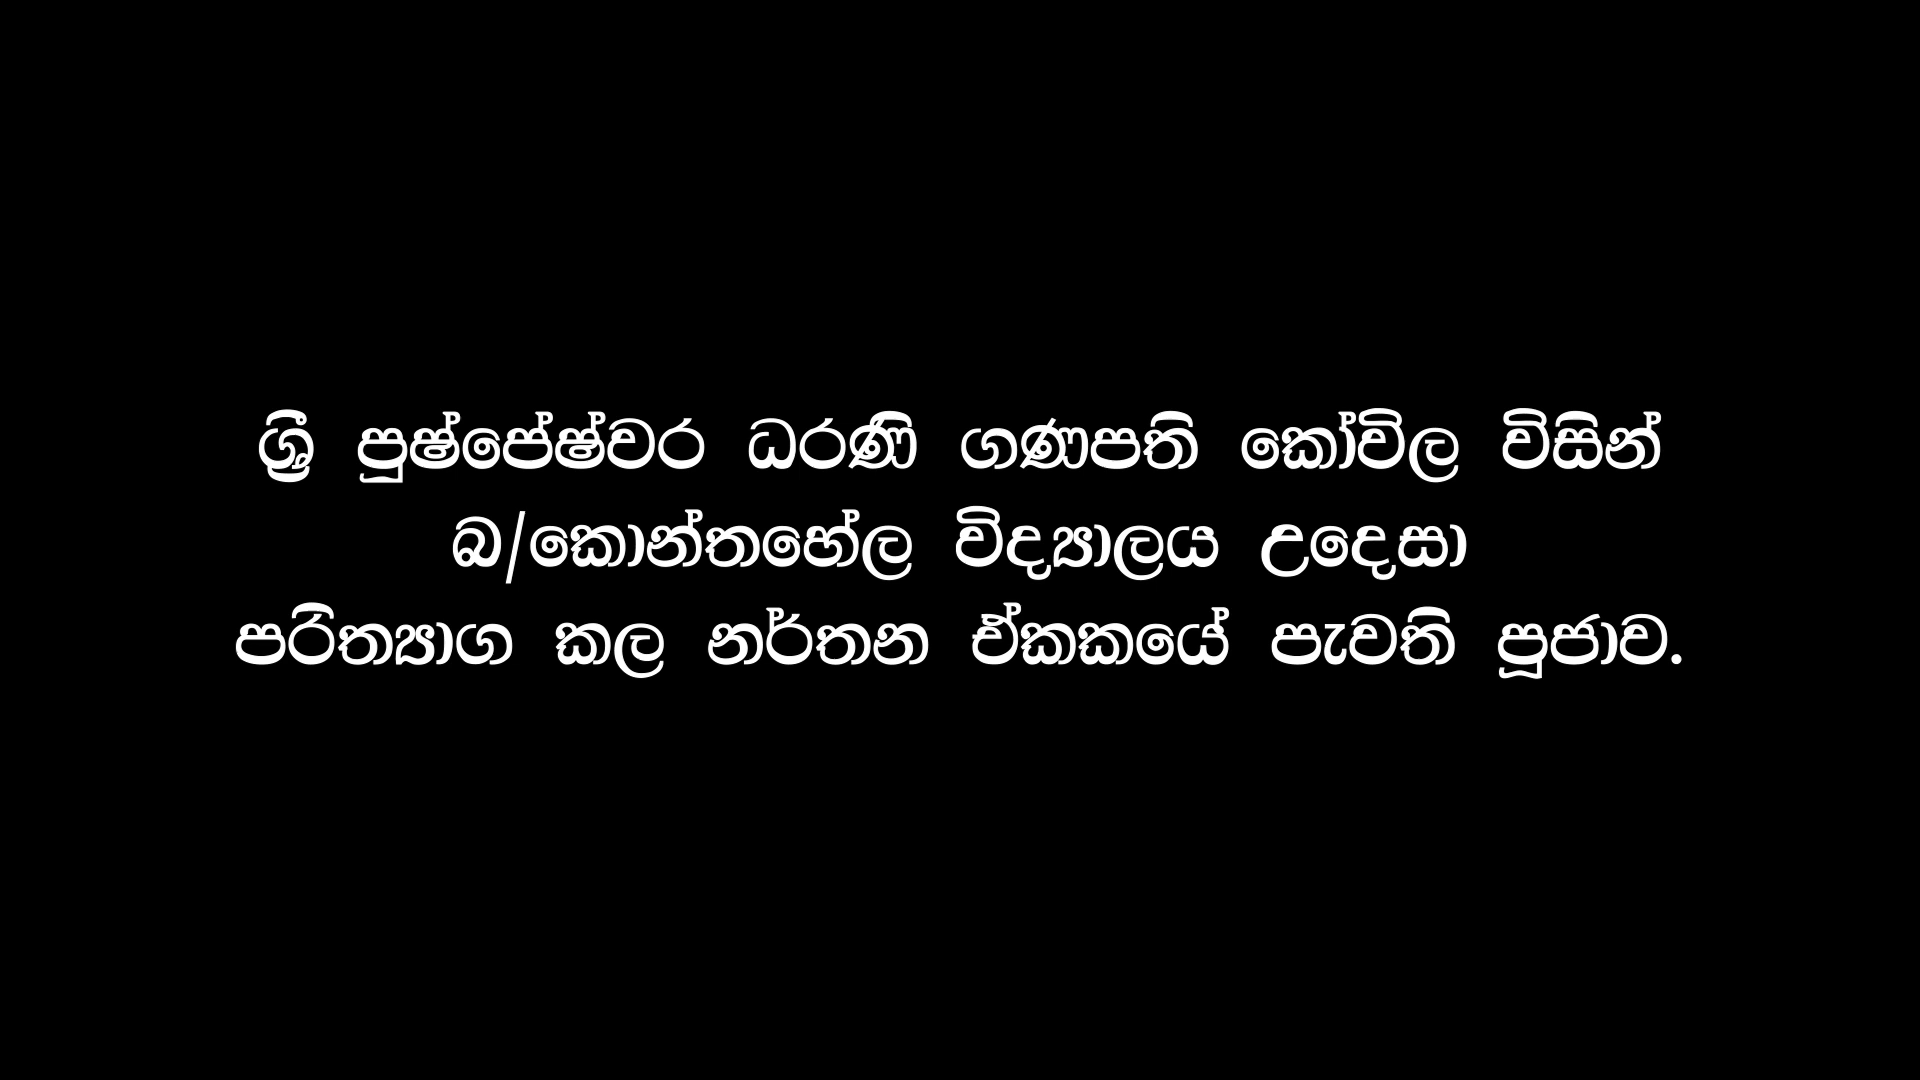 ශ්‍රී පුෂ්පේෂ්වර ධරණි ගණපති කෝවිල විසින්
බ/කොන්තහේල විද්‍යාලය උදෙසා
පරිත්‍යාග කල නර්තන ඒකකයේ පැවති පූජාව.